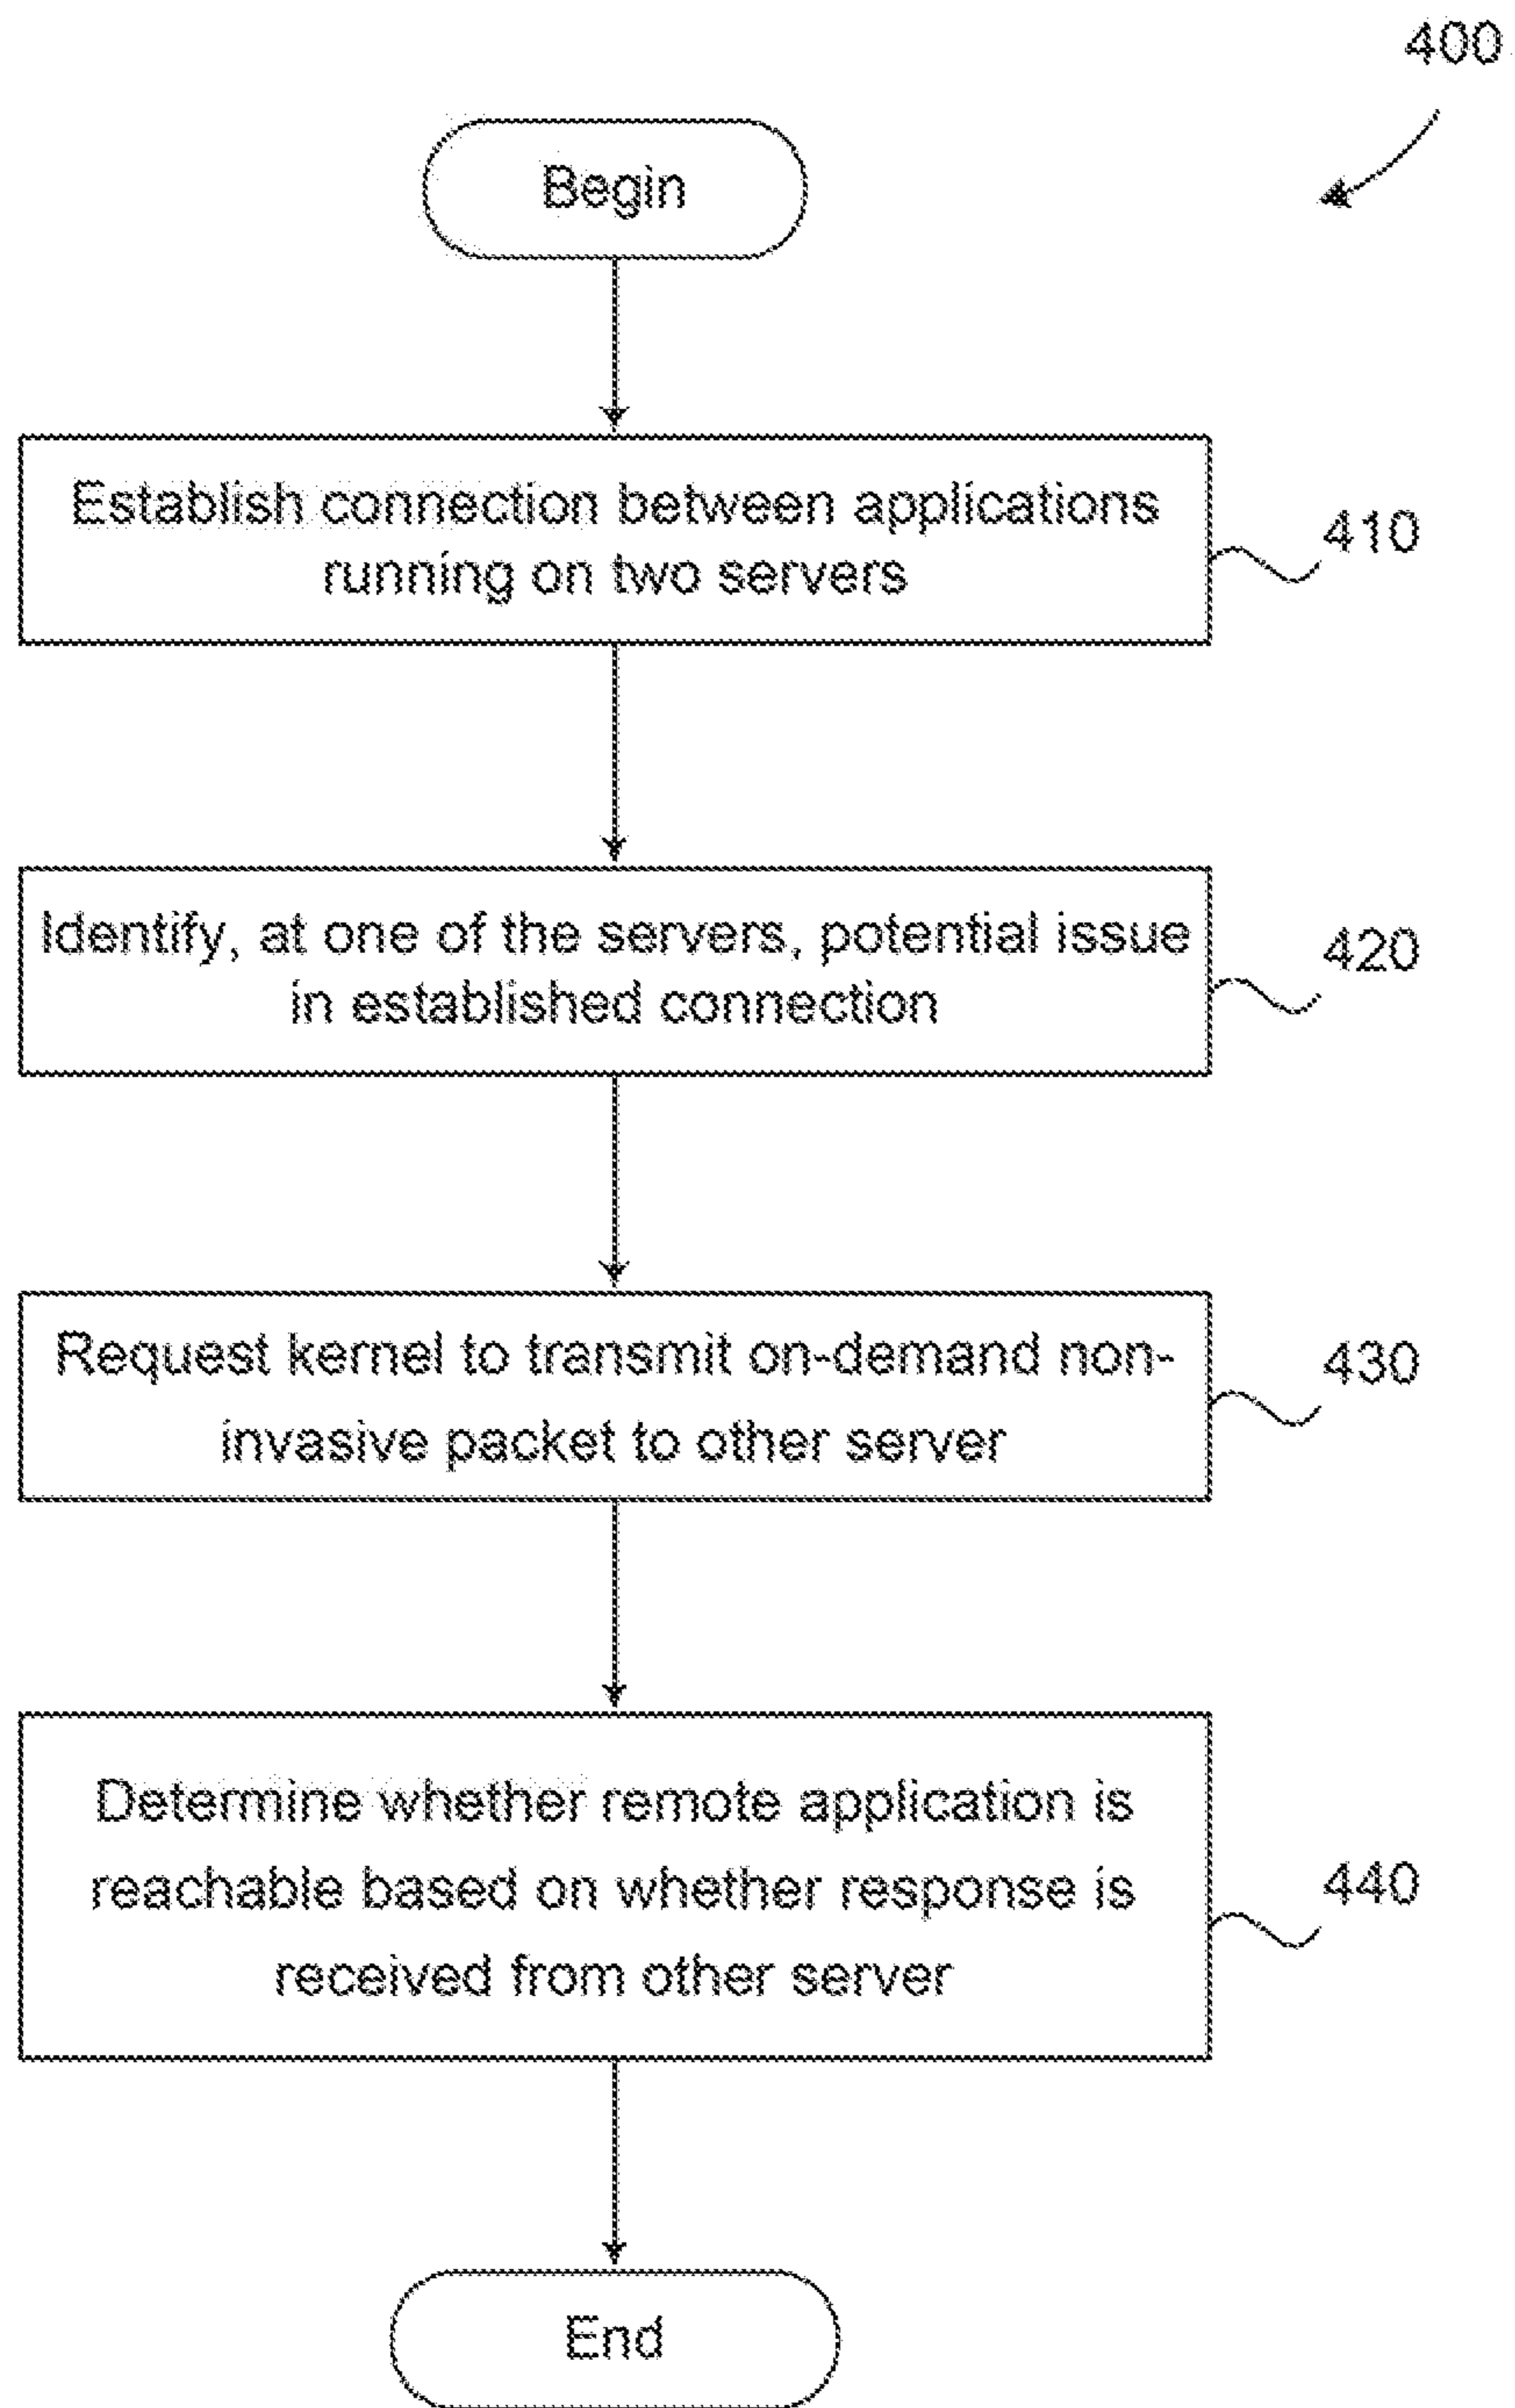 400
Begin
Establish connection between applications
running on two servers
410
Identify, at one of the servers, potential issue
in established connection
420
Request kernel to transmit on-demand non-
invasive packet to other server
430
Determine whether remote application is
reachable based on whether response is
received from other server
440
End